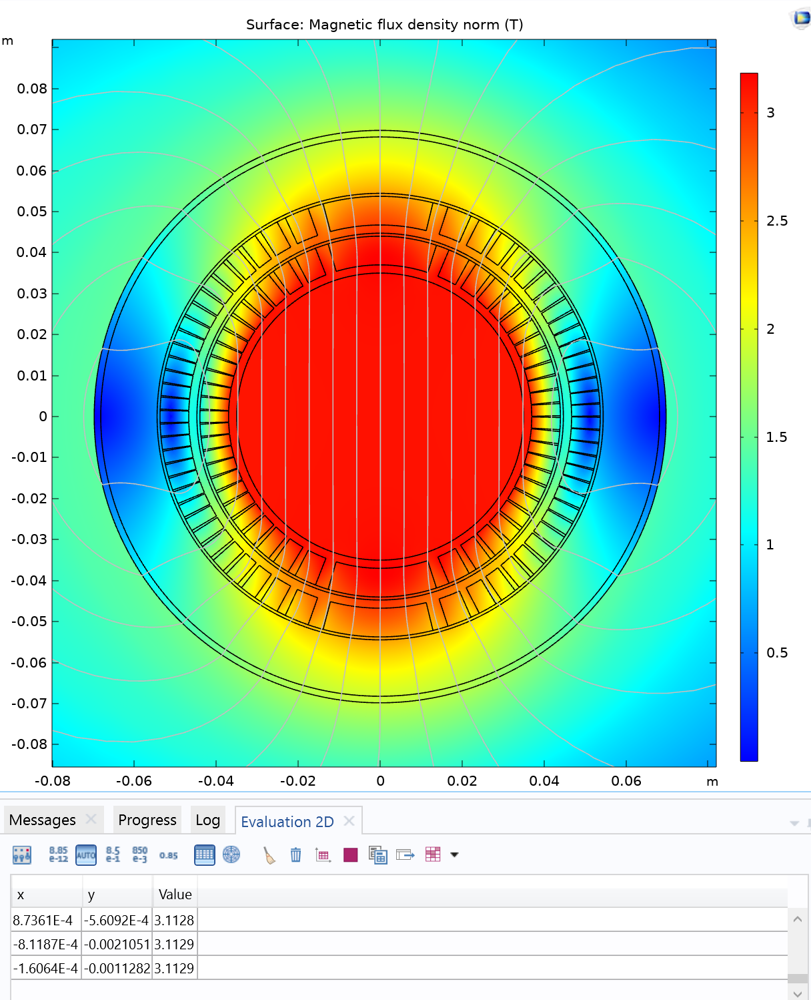 Surface: Magnetic flux density norm (T)
m
0.08
0.07
0.06
0.05
0.04
0.03
0.02
0.01
0
-0.01
-0.02
-0.03
-0.04
-0.05
-0.06
-0.07
-0.08
-0.08 -0.06 -0.04 -0.02 0 0.02 0.04 0.06 m
3
2.5
2
1.5
1
0.5
Messages Progress Log Evaluation 2D
8.85 e-12 AUTO 8.5 e-1 850 e-3 0.85
x y Value
8.7361E-4 -5.6092E-4 3.1128
-8.1187E-4 -0.0021051 3.1129
-1.6064E-4 -0.0011282 3.1129